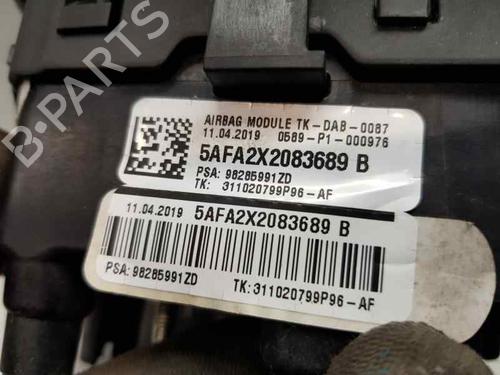 AIRBAG MODULE TK-DAB-0087
11.04.2019 0589-P1-000976
5AFA2X2083689 B
PSA: 98285991ZD
TK: 311020799P96-AF
11.04.2019 5AFA2X2083689 B
PSA: 98285991ZD TK: 311020799P96-AF
B-PARTS